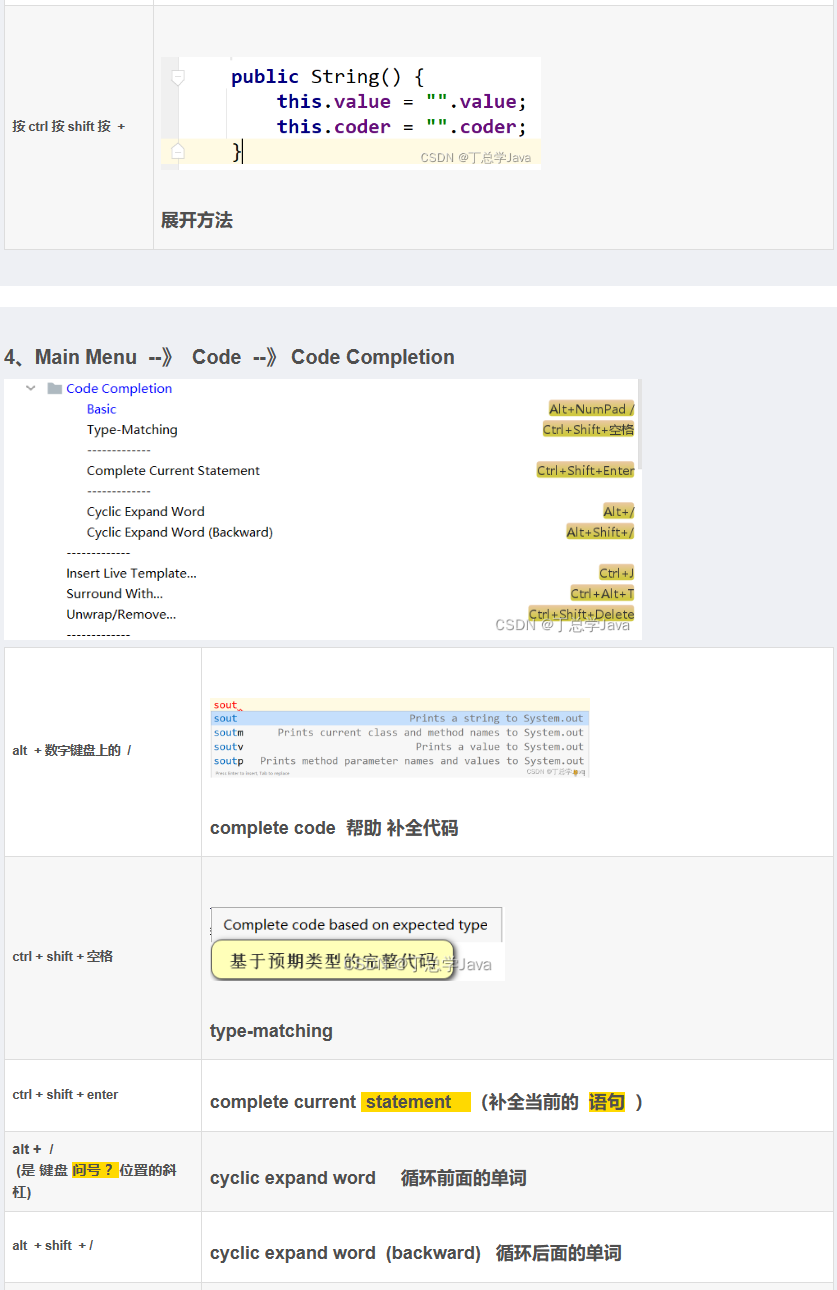 按 ctrl 按 shift 按  +
public String() {
this.value = "".value;
this.coder = "".coder;
}
CSDN @丁总学Java
展开方法
4、Main Menu --》 Code --》 Code Completion
Code Completion
Basic Alt+NumPad /
Type-Matching Ctrl+Shift+空格
-------------
Complete Current Statement Ctrl+Shift+Enter
-------------
Cyclic Expand Word Alt+/
Cyclic Expand Word (Backward) Alt+Shift+/
-------------
Insert Live Template... Ctrl+J
Surround With... Ctrl+Alt+T
Unwrap/Remove... Ctrl+Shift+Delete
CSDN @丁总学Java
-------------
alt + 数字键盘上的 /
sout
sout Prints a string to System.out
soutm Prints current class and method names to System.out
soutv Prints a value to System.out
soutp Prints method parameter names and values to System.out
Press Enter to insert, Tab to replace
CSDN @丁总学Java
complete code 帮助 补全代码
ctrl + shift + 空格
Complete code based on expected type
基于预期类型的完整代码
CSDN @丁总学Java
type-matching
ctrl + shift + enter
complete current statement （补全当前的 语句 ）
alt + /
(是 键盘 问号 ? 位置的斜
杠)
cyclic expand word 循环前面的单词
alt + shift + /
cyclic expand word (backward) 循环后面的单词